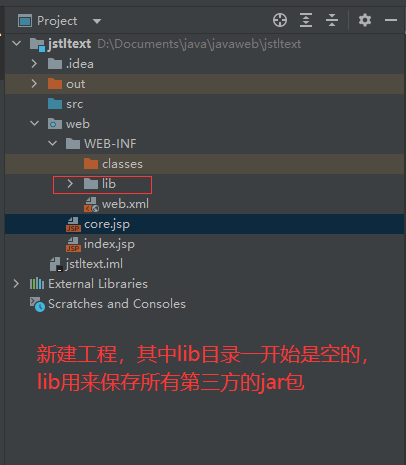 Project
jstltext D:\Documents\java\javaweb\jstltext
.idea
out
src
web
WEB-INF
classes
lib
web.xml
core.jsp
index.jsp
jstltext.iml
External Libraries
Scratches and Consoles
新建工程，其中lib目录一开始是空的，
lib用来保存所有第三方的jar包